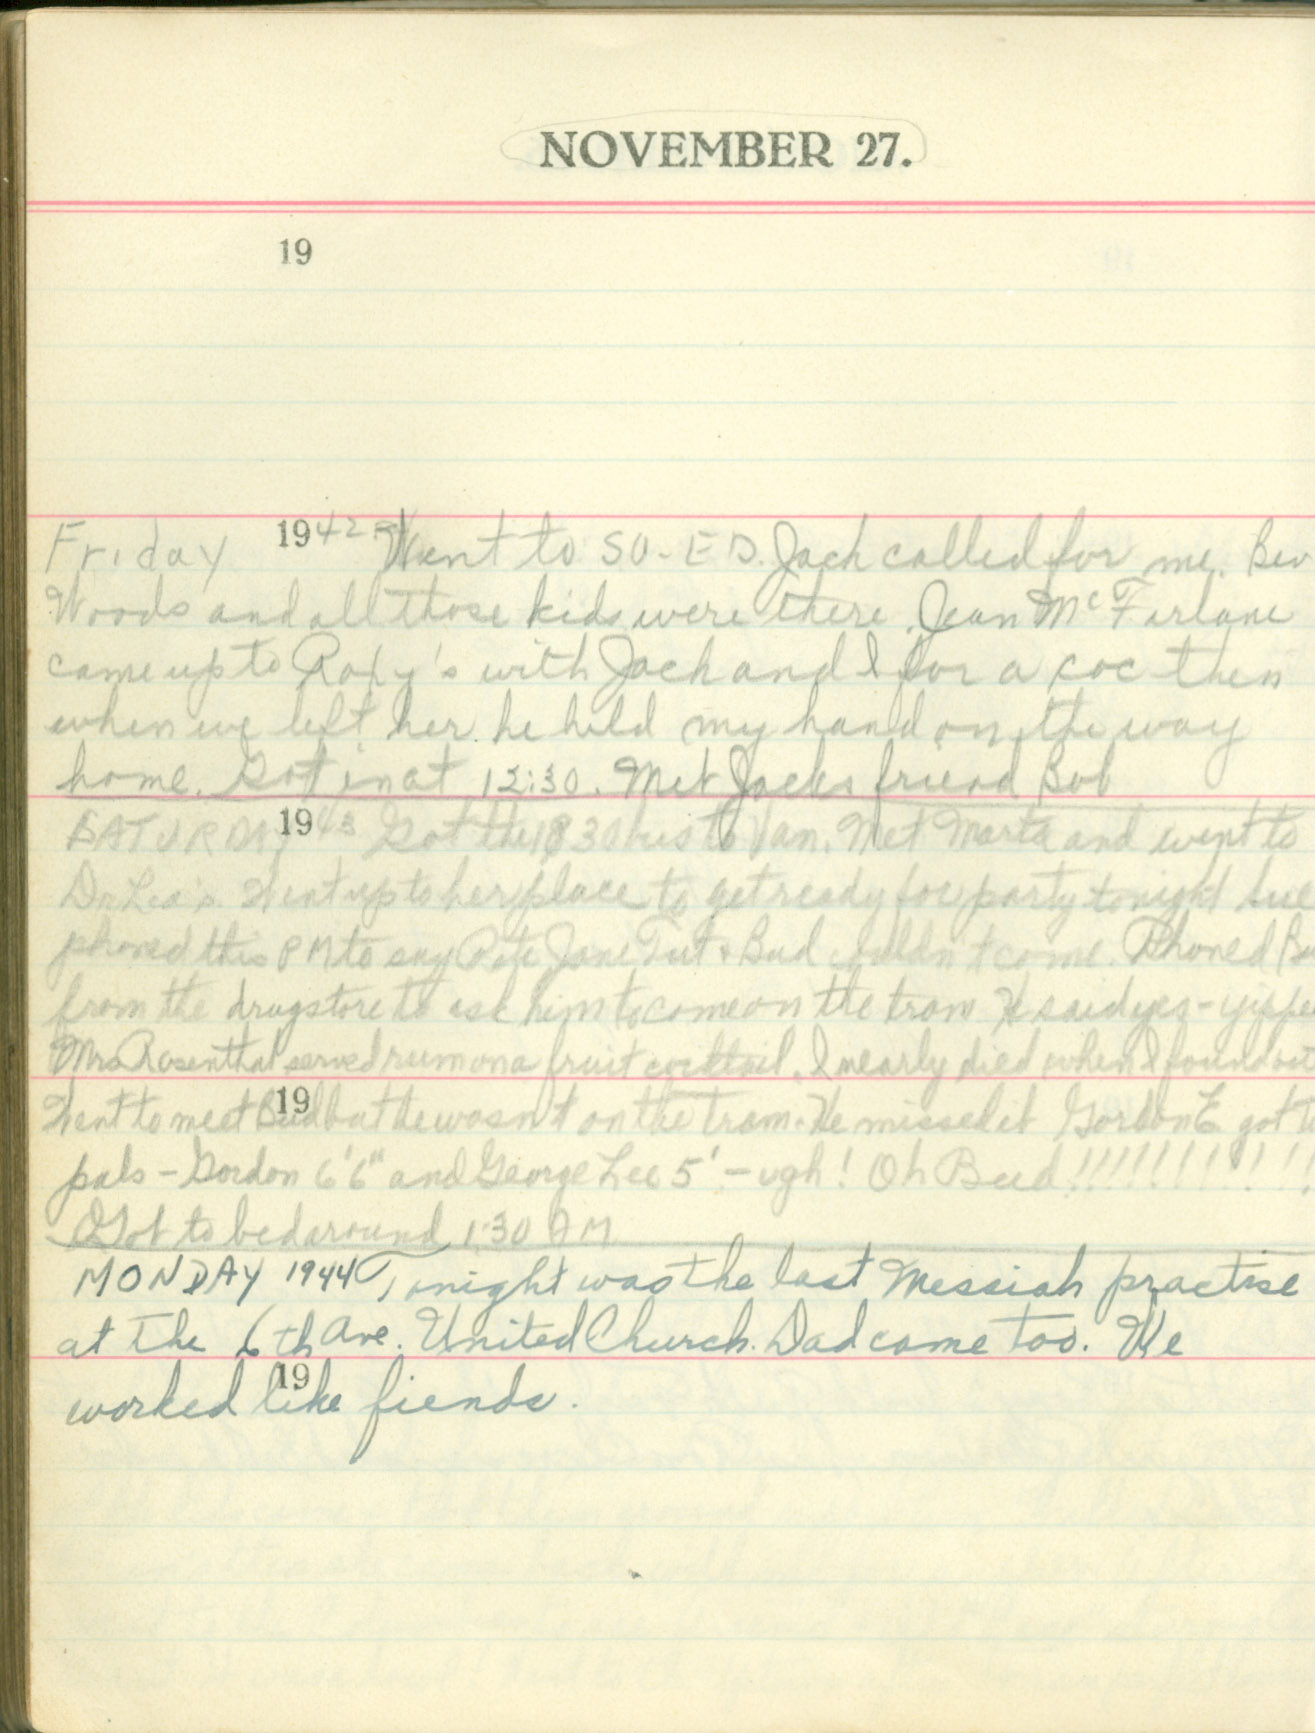 NOVEMBER 27.
19
Friday 1942 Went to SO-ED. Jack called for me. Bev
Woods and all those kids were there. Jean McFarlane
came up to Roxy's with Jack and I for a coc then
when we left her he held my hand on the way
home. Got in at 12:30. Met Jacks friend Bob
SATURDAY 1943 Got the 8 30 bus to Van. Met Marta and went to
Dr Lea's. Went up to her place to get ready for party tonight
phoned this PM to say Pete Jane Tut + Bud couldn't come. Phoned
from the drugstore to ask him to come on the tram He said yes -
Mrs Rosenthal served rum on a fruit cocktail. I nearly died when I found out
19
Went to meet Bud but he wasn't on the tram. He missed it Gordon E got
pals - Gordon 6'6" and George Lee 5' - ugh! Oh Bud !!!!!!!!!!!!
Got to bed around 1:30 AM
MONDAY 1944 Tonight was the last Messiah practise
at the 6th Ave. United Church. Dad came too. We
19
worked like fiends.